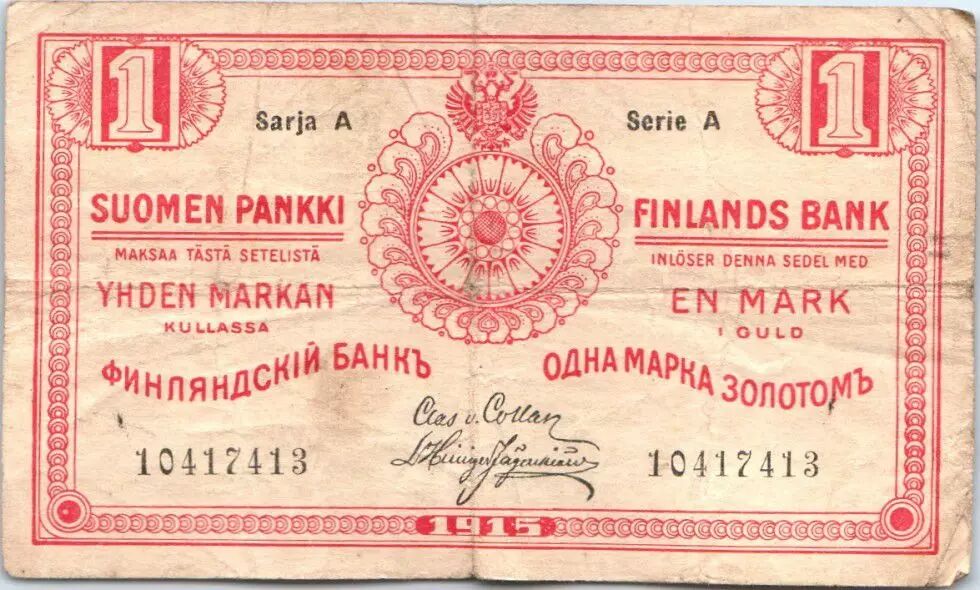 1 1
Sarja A Serie A
SUOMEN PANKKI
MAKSAA TÄSTÄ SETELISTÄ
YHDEN MARKAN
KULLASSA
FINLANDS BANK
INLÖSER DENNA SEDEL MED
EN MARK
I GULD
ФИНЛЯНДСКІЙ БАНКЪ
ОДНА МАРКА ЗОЛОТОМЪ
Clas v. Collan
10417413 10417413
1915